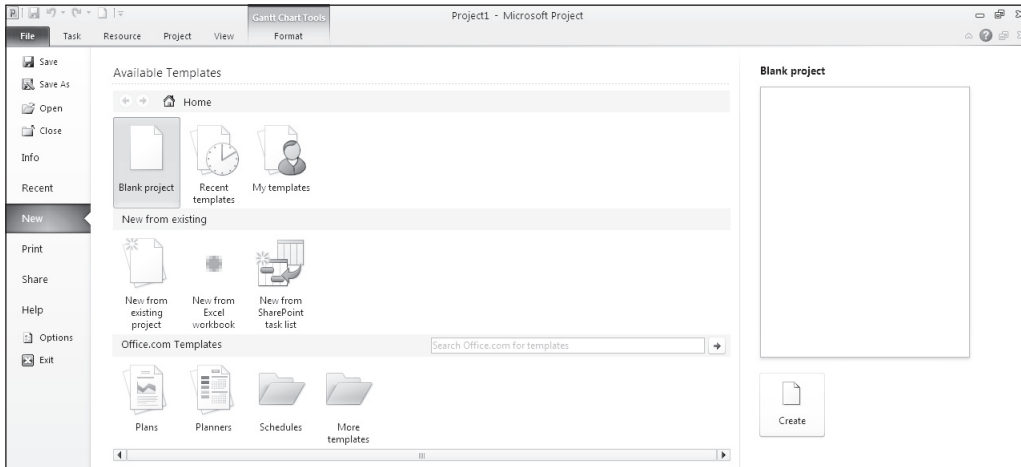 Gantt Chart Tools
Project1 - Microsoft Project
File Task Resource Project View Format
Save
Save As
Open
Close
Info
Recent
New
Print
Share
Help
Options
Exit
Available Templates
Home
Blank project
Recent
templates
My templates
New from existing
New from
existing
project
New from
Excel
workbook
New from
SharePoint
task list
Office.com Templates
Search Office.com for templates
Plans
Planners
Schedules
More
templates
Blank project
Create